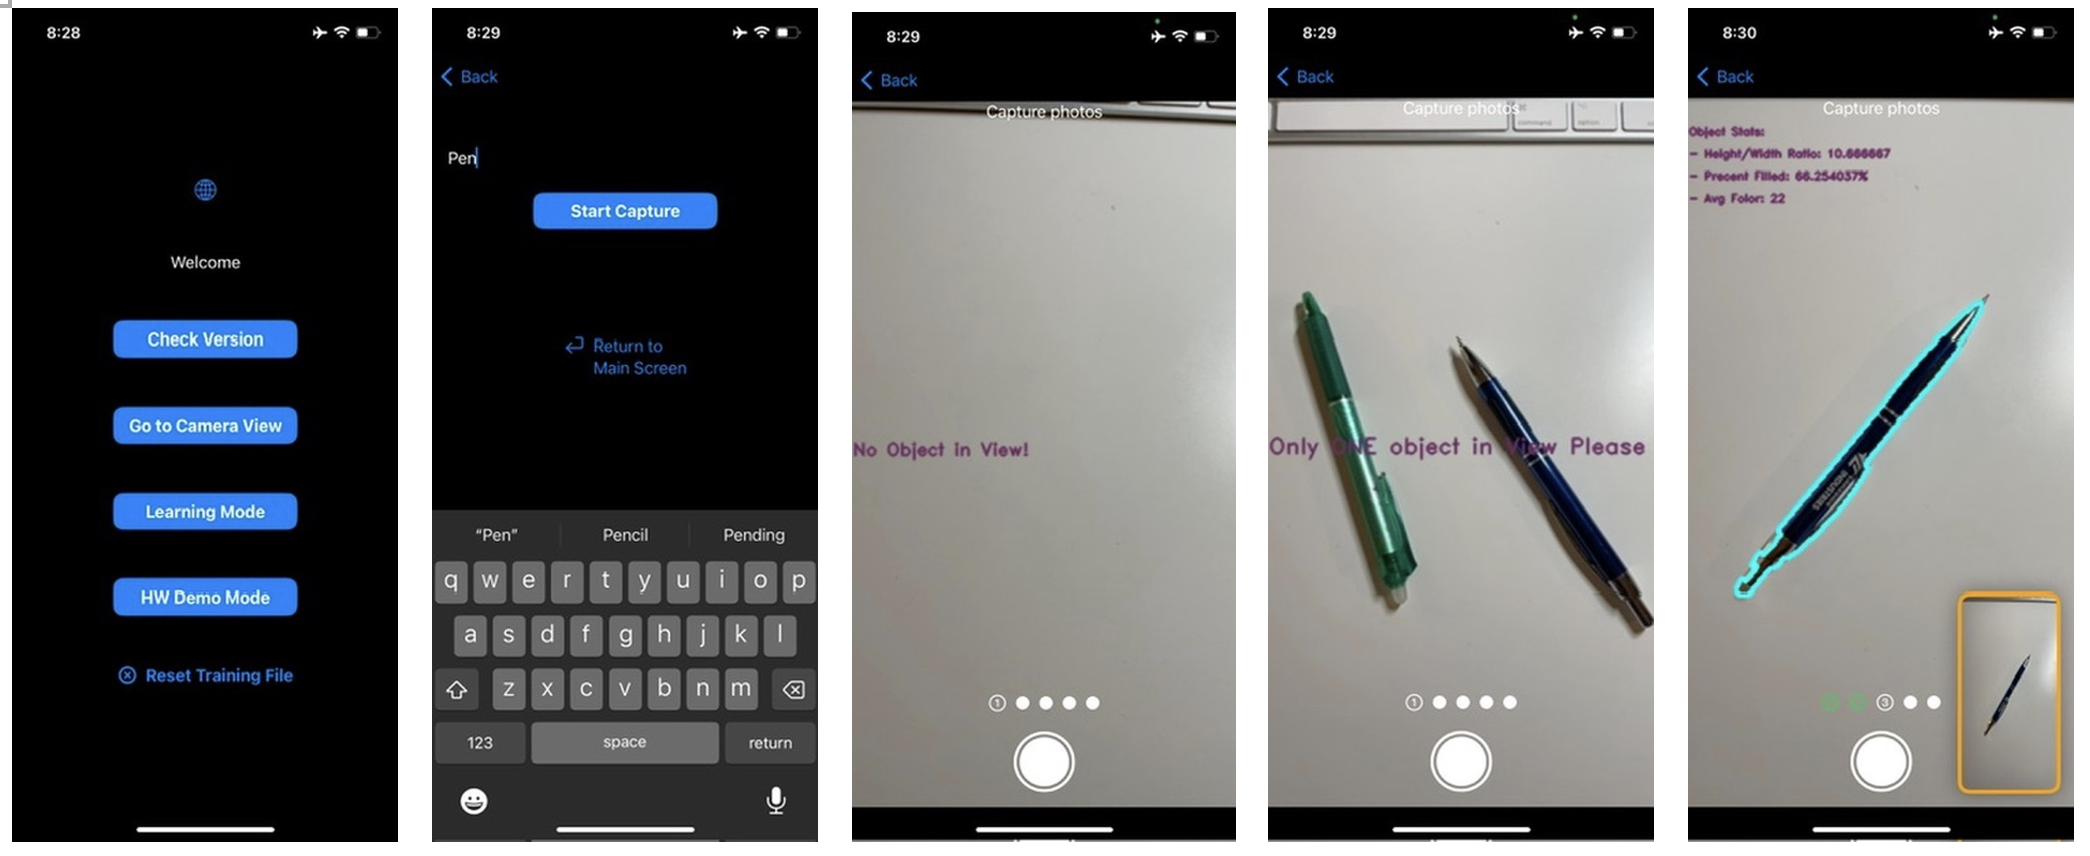 8:28
Welcome
Check Version
Go to Camera View
Learning Mode
HW Demo Mode
Reset Training File
8:29
Back
Pen
Start Capture
Return to
Main Screen
"Pen" Pencil Pending
q w e r t y u i o p
a s d f g h j k l
z x c v b n m
123 space return
8:29
Back
Capture photos
No Object in View!
1
8:29
Back
Capture photos
command option
Only ONE object in View Please
1
8:30
Back
Capture photos
Object Stats:
- Height/Width Ratio: 10.666667
- Precent Filled: 66.254037%
- Avg Folor: 22
INDUSTRIES
3